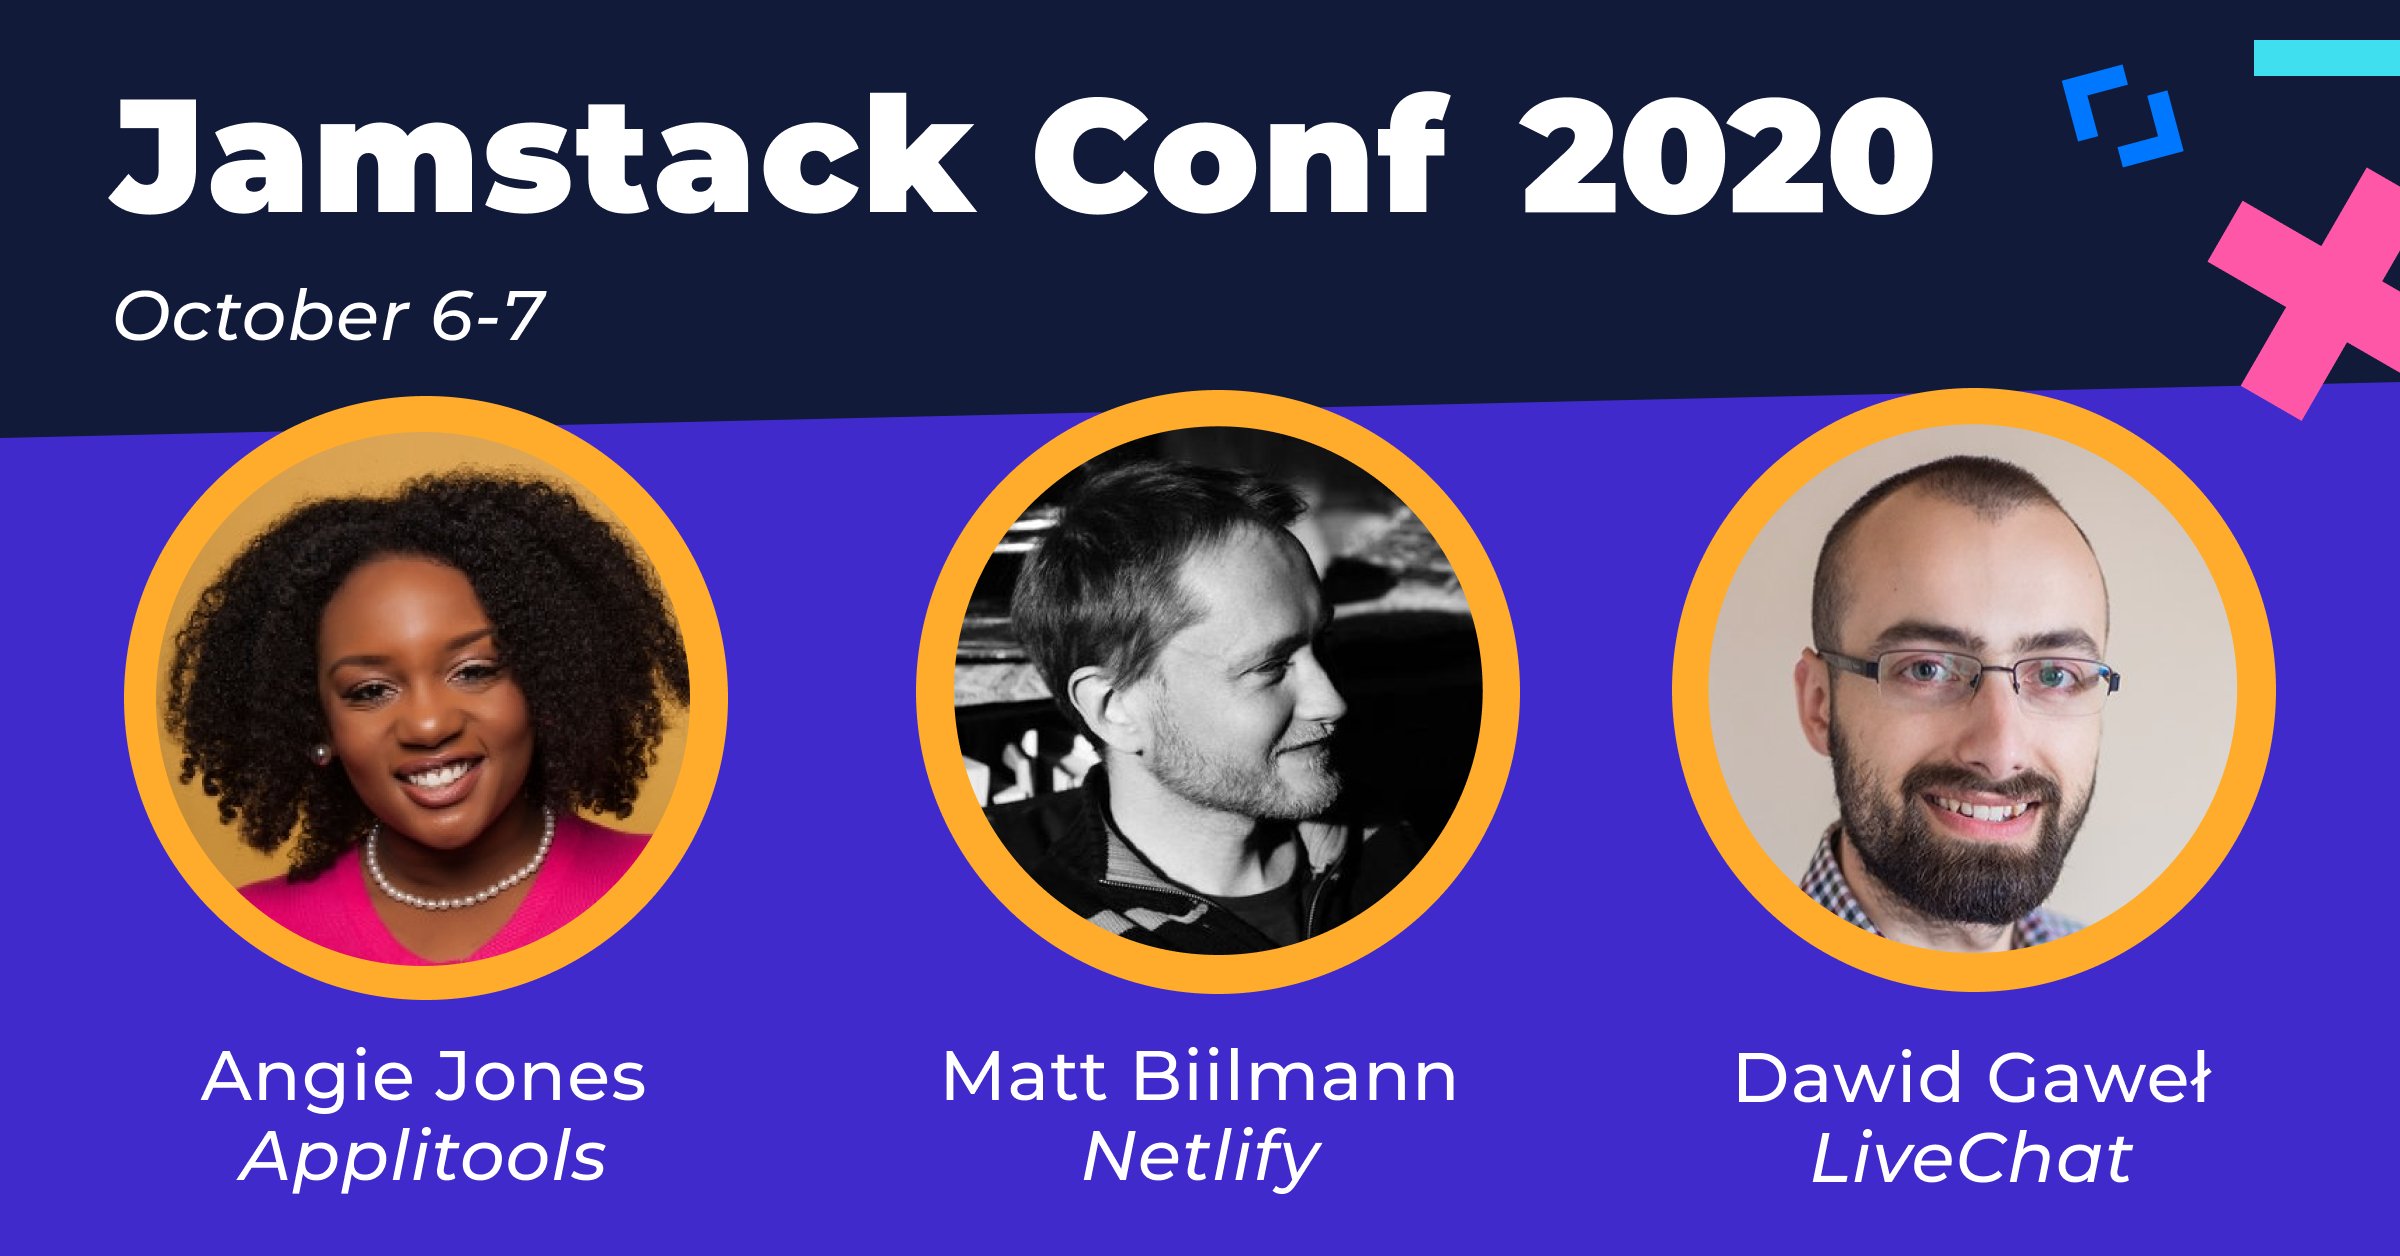 Jamstack Conf 2020
October 6-7
Angie Jones
Applitools
Matt Biilmann
Netlify
Dawid Gaweł
LiveChat